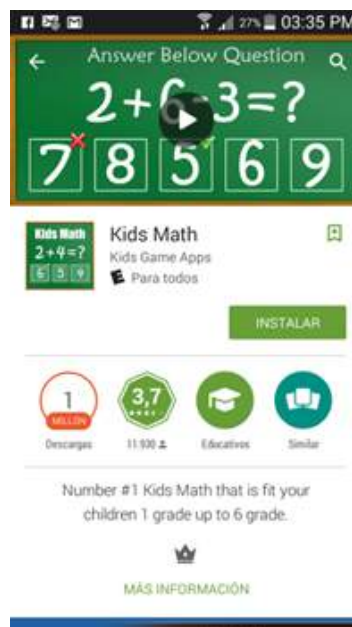 27% 03:35 PM
Answer Below Question
2+6-3=?
7 8 5 6 9
Kids Math
2+4=?
6 5 9
Kids Math
Kids Game Apps
E Para todos
INSTALAR
1
MILLÓN
3,7
Descargas 11.930 Educativos Similar
Number #1 Kids Math that is fit your
children 1 grade up to 6 grade.
MÁS INFORMACIÓN